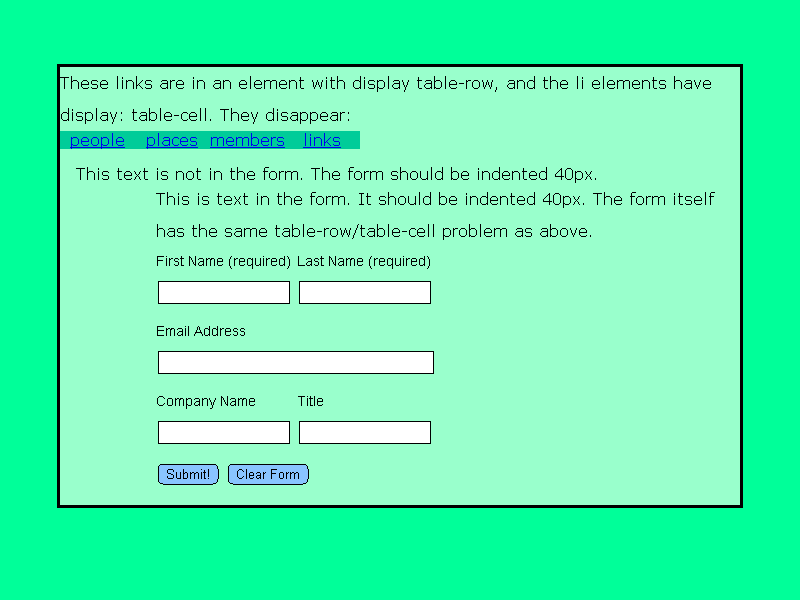 These links are in an element with display table-row, and the li elements have
display: table-cell. They disappear:
people places members links
This text is not in the form. The form should be indented 40px.
This is text in the form. It should be indented 40px. The form itself
has the same table-row/table-cell problem as above.
First Name (required) Last Name (required)
Email Address
Company Name Title
Submit! Clear Form